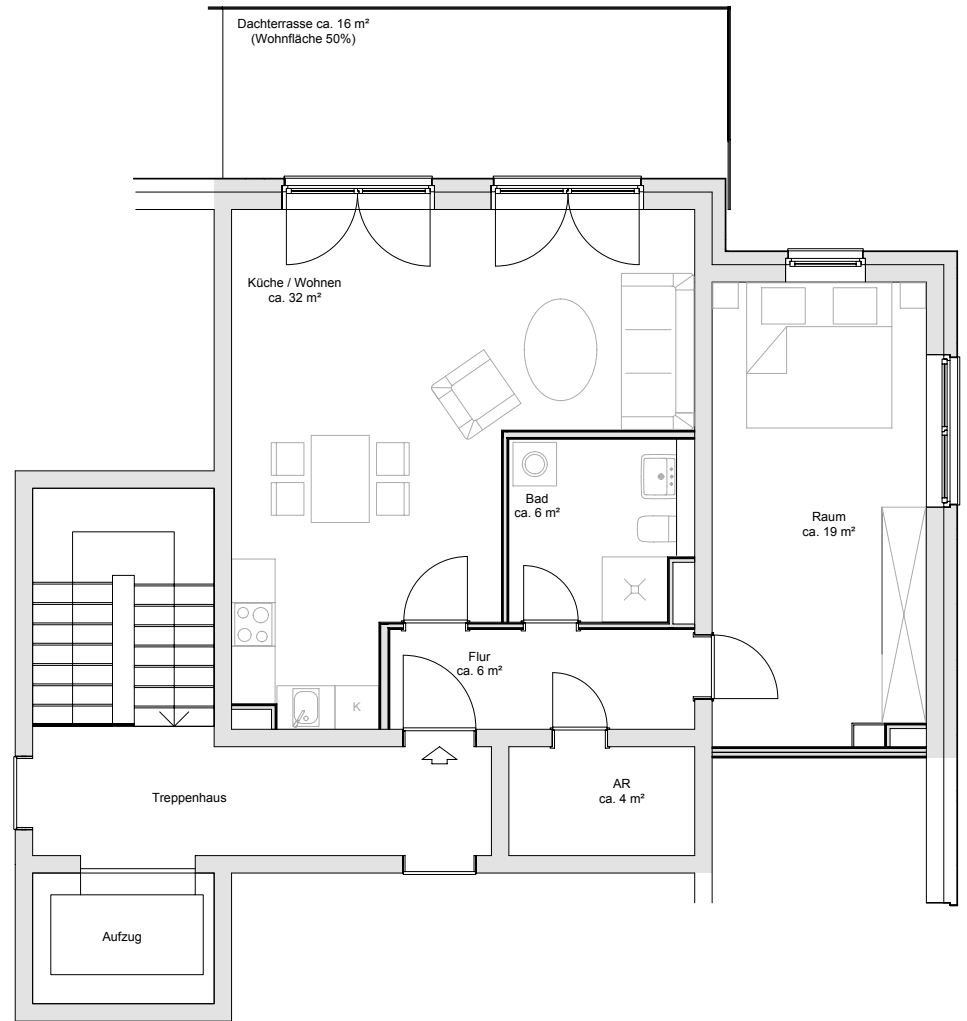 Dachterrasse ca. 16 m²
(Wohnfläche 50%)
Küche / Wohnen
ca. 32 m²
Bad
ca. 6 m²
Raum
ca. 19 m²
Flur
ca. 6 m²
K
AR
ca. 4 m²
Treppenhaus
Aufzug